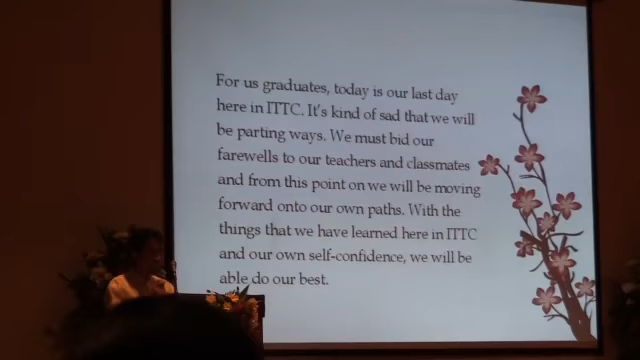 For us graduates, today is our last day
here in ITTC. It's kind of sad that we will
be parting ways. We must bid our
farewells to our teachers and classmates
and from this point on we will be moving
forward onto our own paths. With the
things that we have learned here in ITTC
and our own self-confidence, we will be
able do our best.